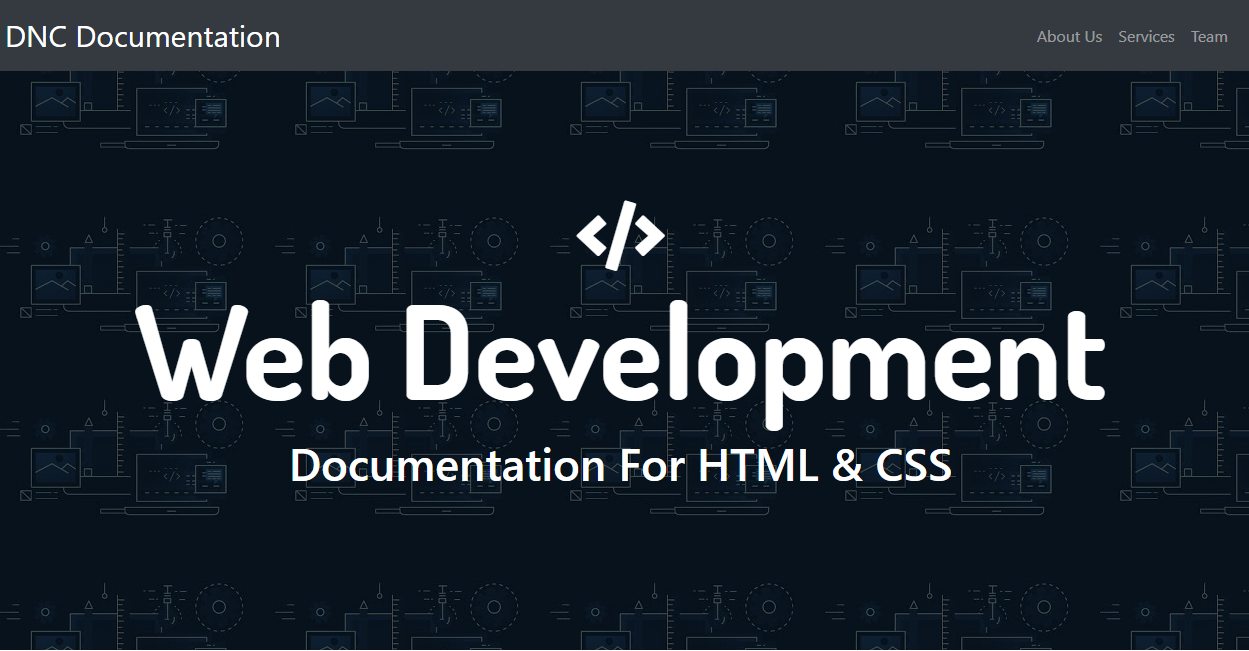 DNC Documentation
About Us Services Team
</>
Web Development
Documentation For HTML & CSS